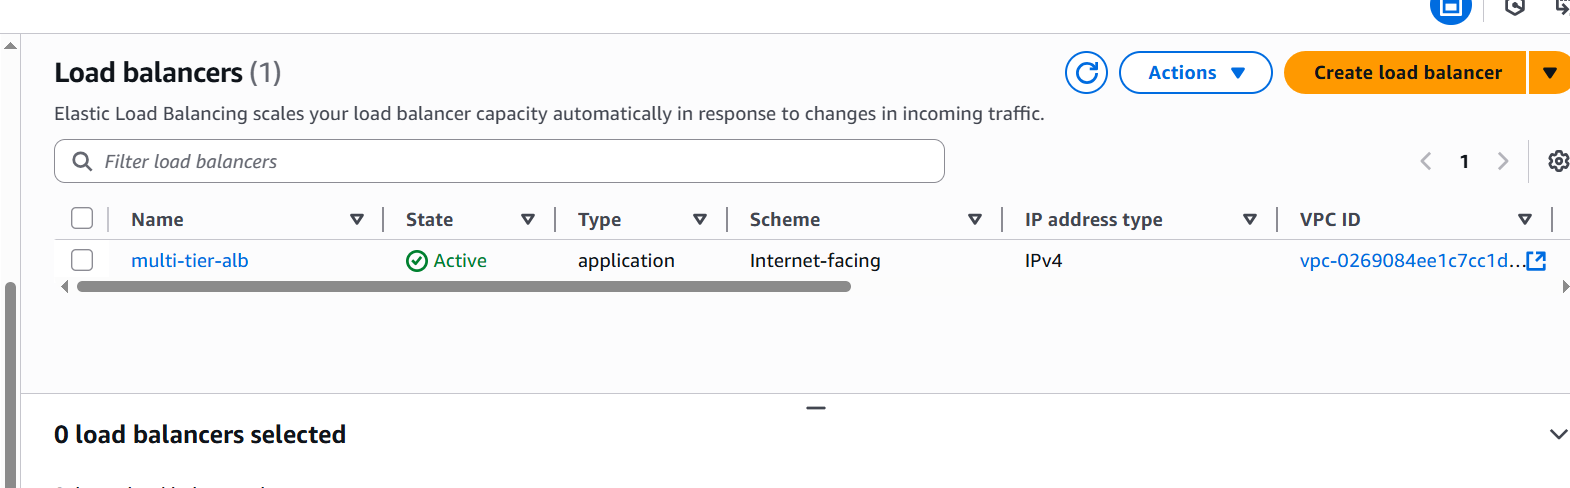 Load balancers (1)
Actions
Create load balancer
Elastic Load Balancing scales your load balancer capacity automatically in response to changes in incoming traffic.
Filter load balancers
1
Name State Type Scheme IP address type VPC ID
multi-tier-alb Active application Internet-facing IPv4 vpc-0269084ee1c7cc1d...
0 load balancers selected